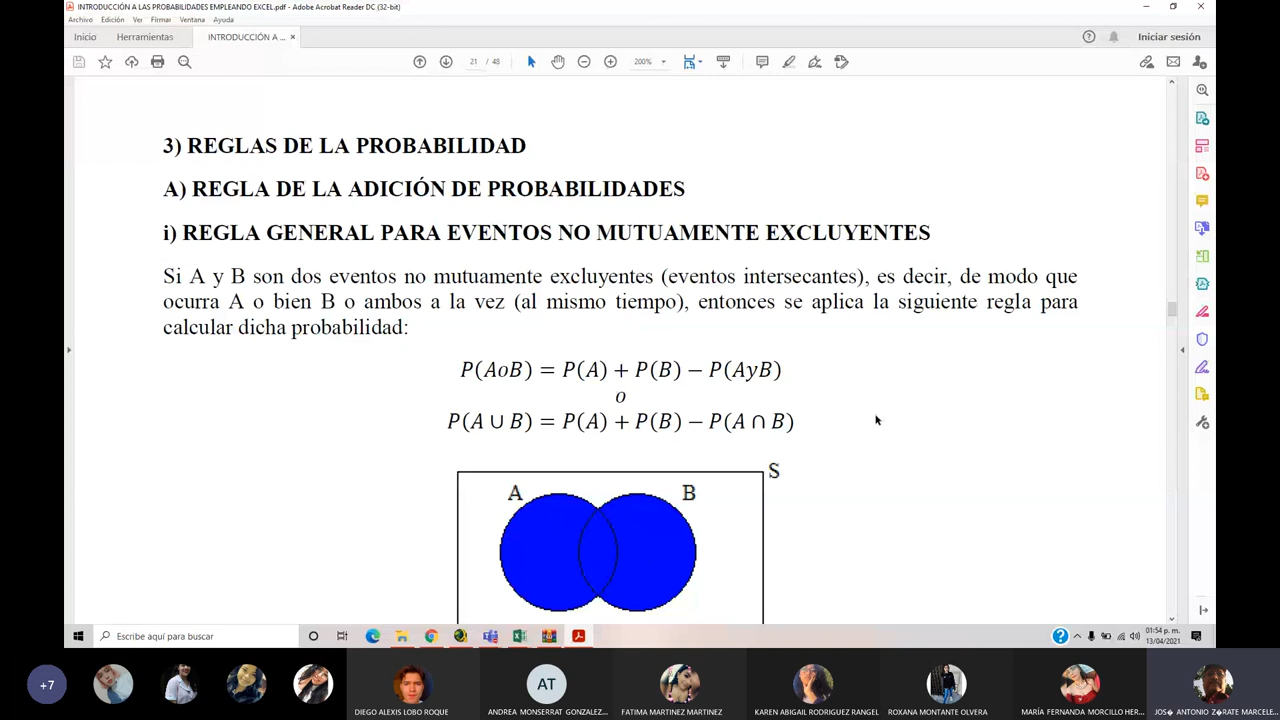 INTRODUCCIÓN A LAS PROBABILIDADES EMPLEANDO EXCEL.pdf - Adobe Acrobat Reader DC (32-bit)
Archivo Edición Ver Firmar Ventana Ayuda
Inicio Herramientas INTRODUCCIÓN A ... × Iniciar sesión
21 / 48 200%
3) REGLAS DE LA PROBABILIDAD
A) REGLA DE LA ADICIÓN DE PROBABILIDADES
i) REGLA GENERAL PARA EVENTOS NO MUTUAMENTE EXCLUYENTES
Si A y B son dos eventos no mutuamente excluyentes (eventos intersecantes), es decir, de modo que
ocurra A o bien B o ambos a la vez (al mismo tiempo), entonces se aplica la siguiente regla para
calcular dicha probabilidad:
P(AoB) = P(A) + P(B) − P(AyB)
o
P(A ∪ B) = P(A) + P(B) − P(A ∩ B)
S
A B
Escribe aquí para buscar
01:54 p. m.
13/04/2021
+7
AT
DIEGO ALEXIS LOBO ROQUE
ANDREA MONSERRAT GONZALEZ...
FATIMA MARTINEZ MARTINEZ
KAREN ABIGAIL RODRIGUEZ RANGEL
ROXANA MONTANTE OLVERA
MARÍA FERNANDA MORCILLO HER...
JOS� ANTONIO Z�RATE MARCELE...